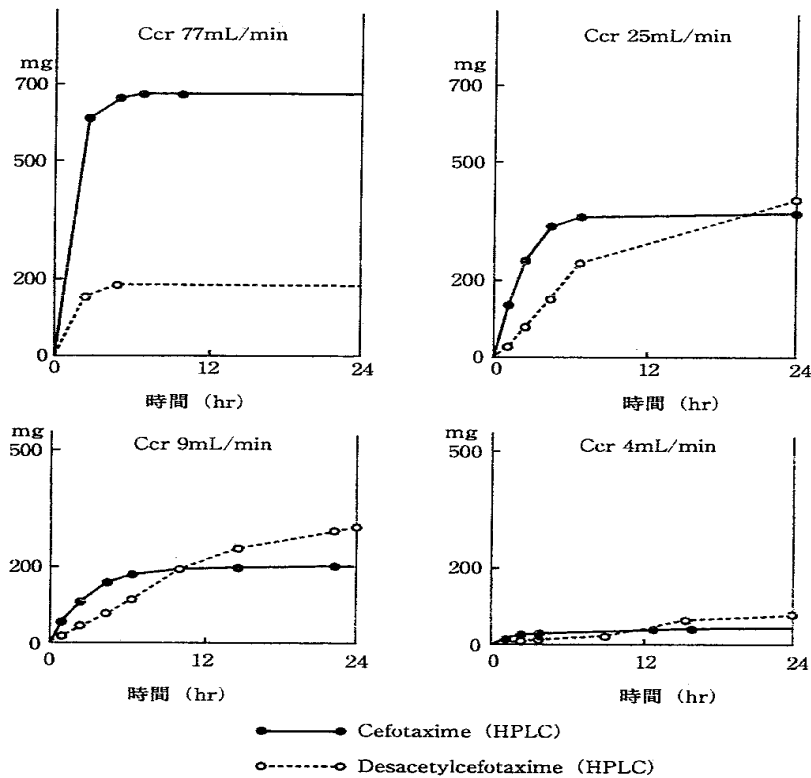 Ccr 77mL/min
mg
700
500
200
0
0 12 24
時間 (hr)
Ccr 25mL/min
mg
700
500
200
0
0 12 24
時間 (hr)
Ccr 9mL/min
mg
500
200
0
0 12 24
時間 (hr)
Ccr 4mL/min
mg
500
200
0
0 12 24
時間 (hr)
Cefotaxime (HPLC)
Desacetylcefotaxime (HPLC)